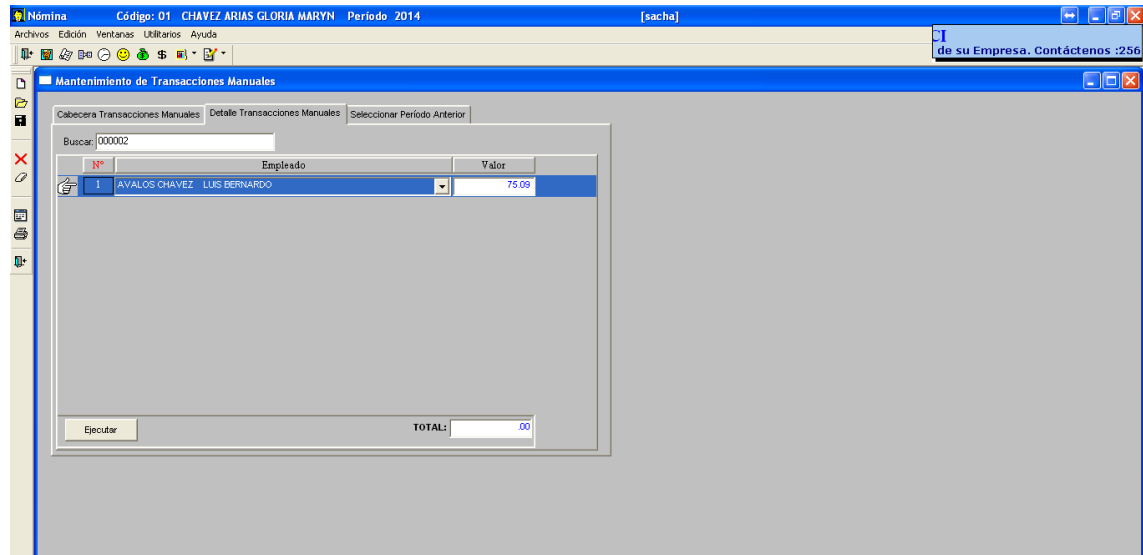 Nómina Código: 01 CHAVEZ ARIAS GLORIA MARYN Período 2014 [sacha]
Archivos Edición Ventanas Utilitarios Ayuda
CI
de su Empresa. Contáctenos :256
Mantenimiento de Transacciones Manuales
Cabecera Transacciones Manuales Detalle Transacciones Manuales Seleccionar Período Anterior
Buscar: 000002
Nº Empleado Valor
1 AVALOS CHAVEZ LUIS BERNARDO 75.09
Ejecutar TOTAL: .00